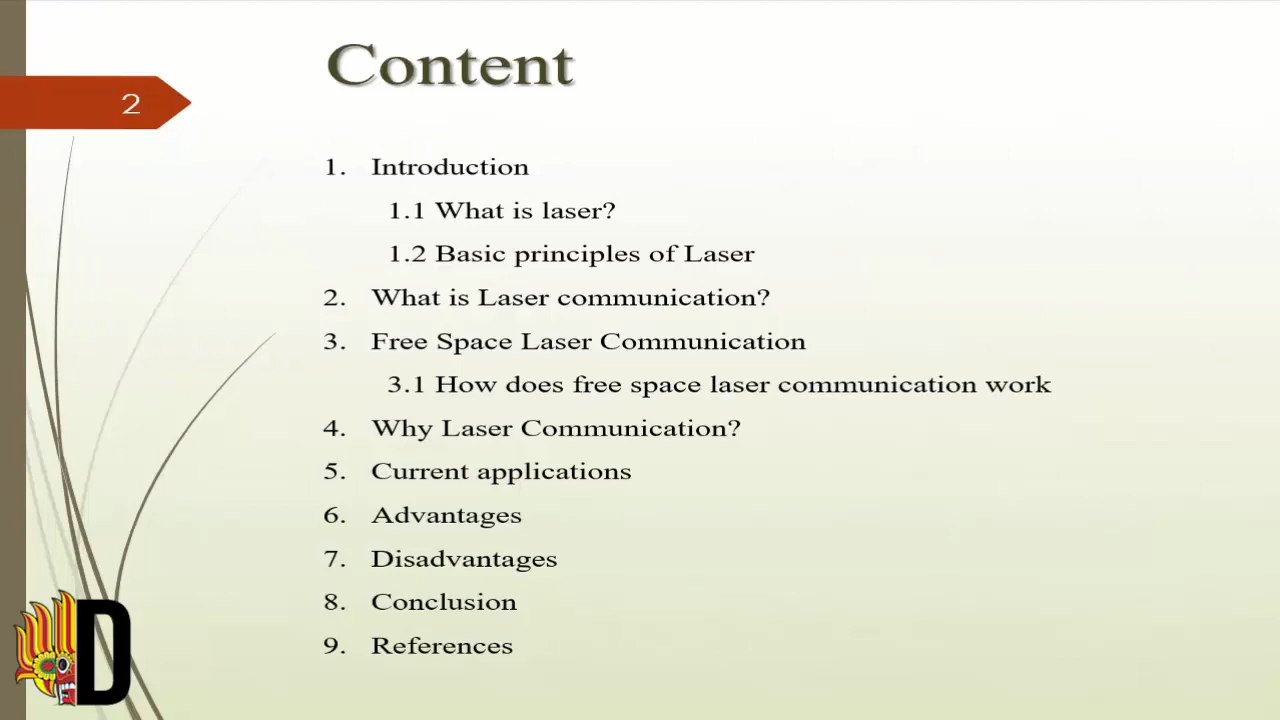 Content
2
1. Introduction
1.1 What is laser?
1.2 Basic principles of Laser
2. What is Laser communication?
3. Free Space Laser Communication
3.1 How does free space laser communication work
4. Why Laser Communication?
5. Current applications
6. Advantages
7. Disadvantages
8. Conclusion
9. References
D